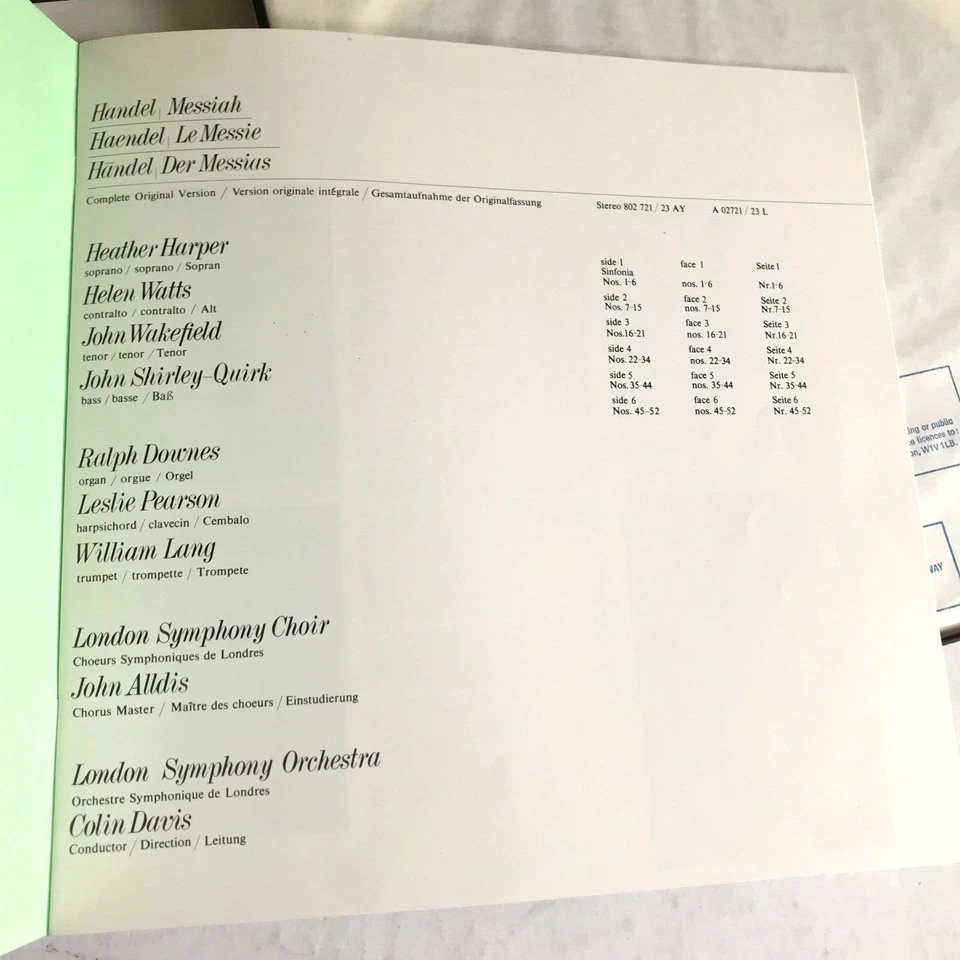 Handel | Messiah
Haendel | Le Messie
Händel | Der Messias
Complete Original Version / Version originale intégrale / Gesamtaufnahme der Originalfassung
Stereo 802 721 / 23 AY A 02721 / 23 L
Heather Harper
soprano / soprano / Sopran
Helen Watts
contralto / contralto / Alt
John Wakefield
tenor / tenor / Tenor
John Shirley-Quirk
bass / basse / Baß
Ralph Downes
organ / orgue / Orgel
Leslie Pearson
harpsichord / clavecin / Cembalo
William Lang
trumpet / trompette / Trompete
London Symphony Choir
Choeurs Symphoniques de Londres
John Alldis
Chorus Master / Maître des choeurs / Einstudierung
London Symphony Orchestra
Orchestre Symphonique de Londres
Colin Davis
Conductor / Direction / Leitung
side 1 face 1 Seite 1
Sinfonia
Nos. 1-6 nos. 1-6 Nr.1-6
side 2 face 2 Seite 2
Nos. 7-15 nos. 7-15 Nr.7-15
side 3 face 3 Seite 3
Nos.16-21 nos. 16-21 Nr.16-21
side 4 face 4 Seite 4
Nos. 22-34 nos. 22-34 Nr. 22-34
side 5 face 5 Seite 5
Nos. 35-44 nos. 35-44 Nr. 35-44
side 6 face 6 Seite 6
Nos. 45-52 nos. 45-52 Nr. 45-52
or public
licences to:
W1V 1LB.